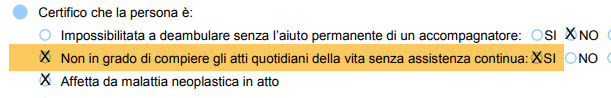 Certifico che la persona è:
Impossibilitata a deambulare senza l'aiuto permanente di un accompagnatore: SI X NO
X Non in grado di compiere gli atti quotidiani della vita senza assistenza continua: X SI NO
X Affetta da malattia neoplastica in atto